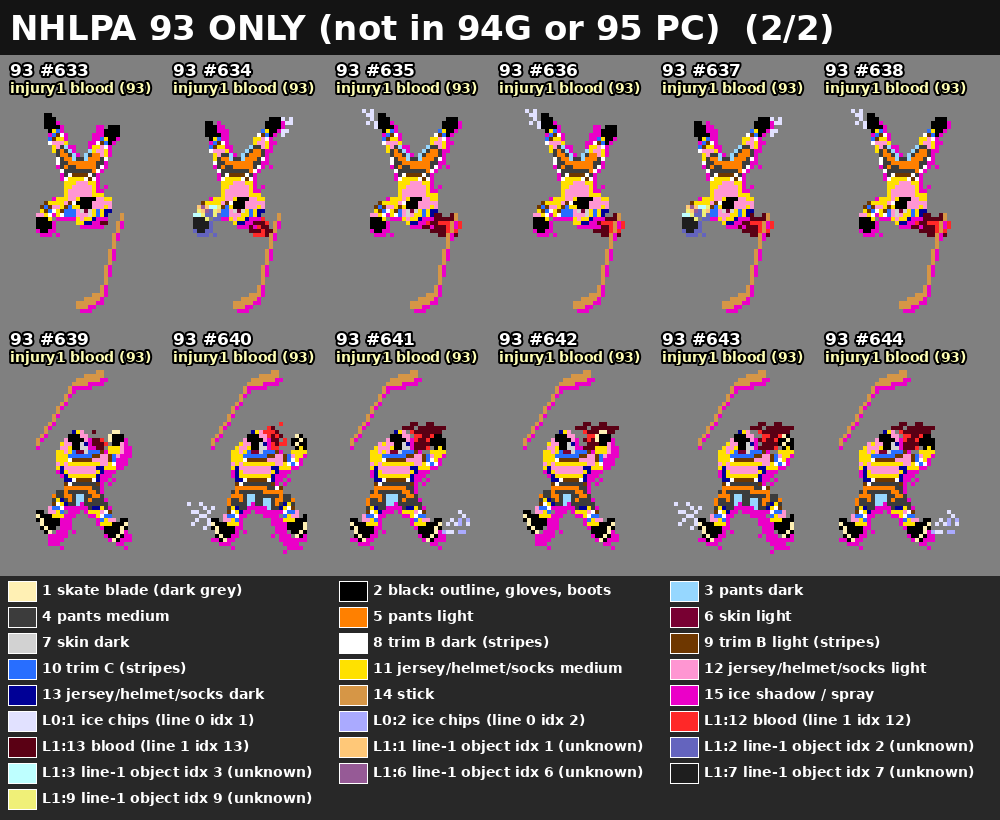 NHLPA 93 ONLY (not in 94G or 95 PC)  (2/2)
93 #633 93 #634 93 #635 93 #636 93 #637 93 #638
injury1 blood (93) injury1 blood (93) injury1 blood (93) injury1 blood (93) injury1 blood (93) injury1 blood (93)
93 #639 93 #640 93 #641 93 #642 93 #643 93 #644
injury1 blood (93) injury1 blood (93) injury1 blood (93) injury1 blood (93) injury1 blood (93) injury1 blood (93)
1 skate blade (dark grey) 2 black: outline, gloves, boots 3 pants dark
4 pants medium 5 pants light 6 skin light
7 skin dark 8 trim B dark (stripes) 9 trim B light (stripes)
10 trim C (stripes) 11 jersey/helmet/socks medium 12 jersey/helmet/socks light
13 jersey/helmet/socks dark 14 stick 15 ice shadow / spray
L0:1 ice chips (line 0 idx 1) L0:2 ice chips (line 0 idx 2) L1:12 blood (line 1 idx 12)
L1:13 blood (line 1 idx 13) L1:1 line-1 object idx 1 (unknown) L1:2 line-1 object idx 2 (unknown)
L1:3 line-1 object idx 3 (unknown) L1:6 line-1 object idx 6 (unknown) L1:7 line-1 object idx 7 (unknown)
L1:9 line-1 object idx 9 (unknown)